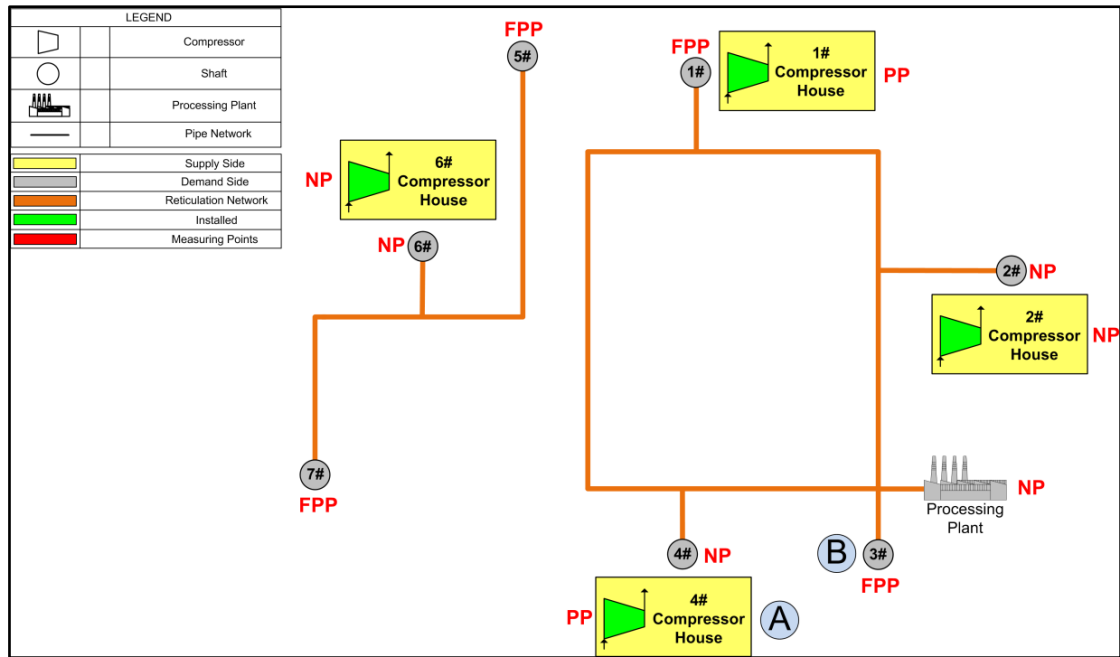 LEGEND
Compressor
Shaft
Processing Plant
Pipe Network
Supply Side
Demand Side
Reticulation Network
Installed
Measuring Points
FPP
5#
FPP
1#
1#
Compressor
House
PP
NP
6#
Compressor
House
NP
6#
2#
NP
2#
Compressor
House
NP
7#
FPP
NP
Processing
Plant
4#
NP
B
3#
FPP
PP
4#
Compressor
House
A